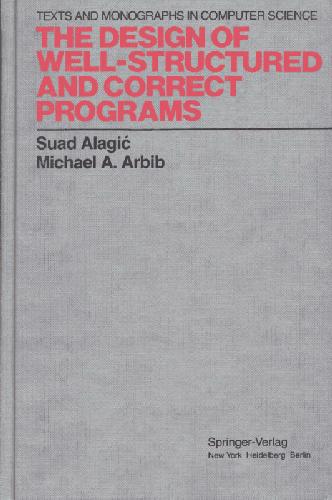 TEXTS AND MONOGRAPHS IN COMPUTER SCIENCE
THE DESIGN OF
WELL-STRUCTURED
AND CORRECT
PROGRAMS
Suad Alagić
Michael A. Arbib
Springer-Verlag
New York Heidelberg Berlin